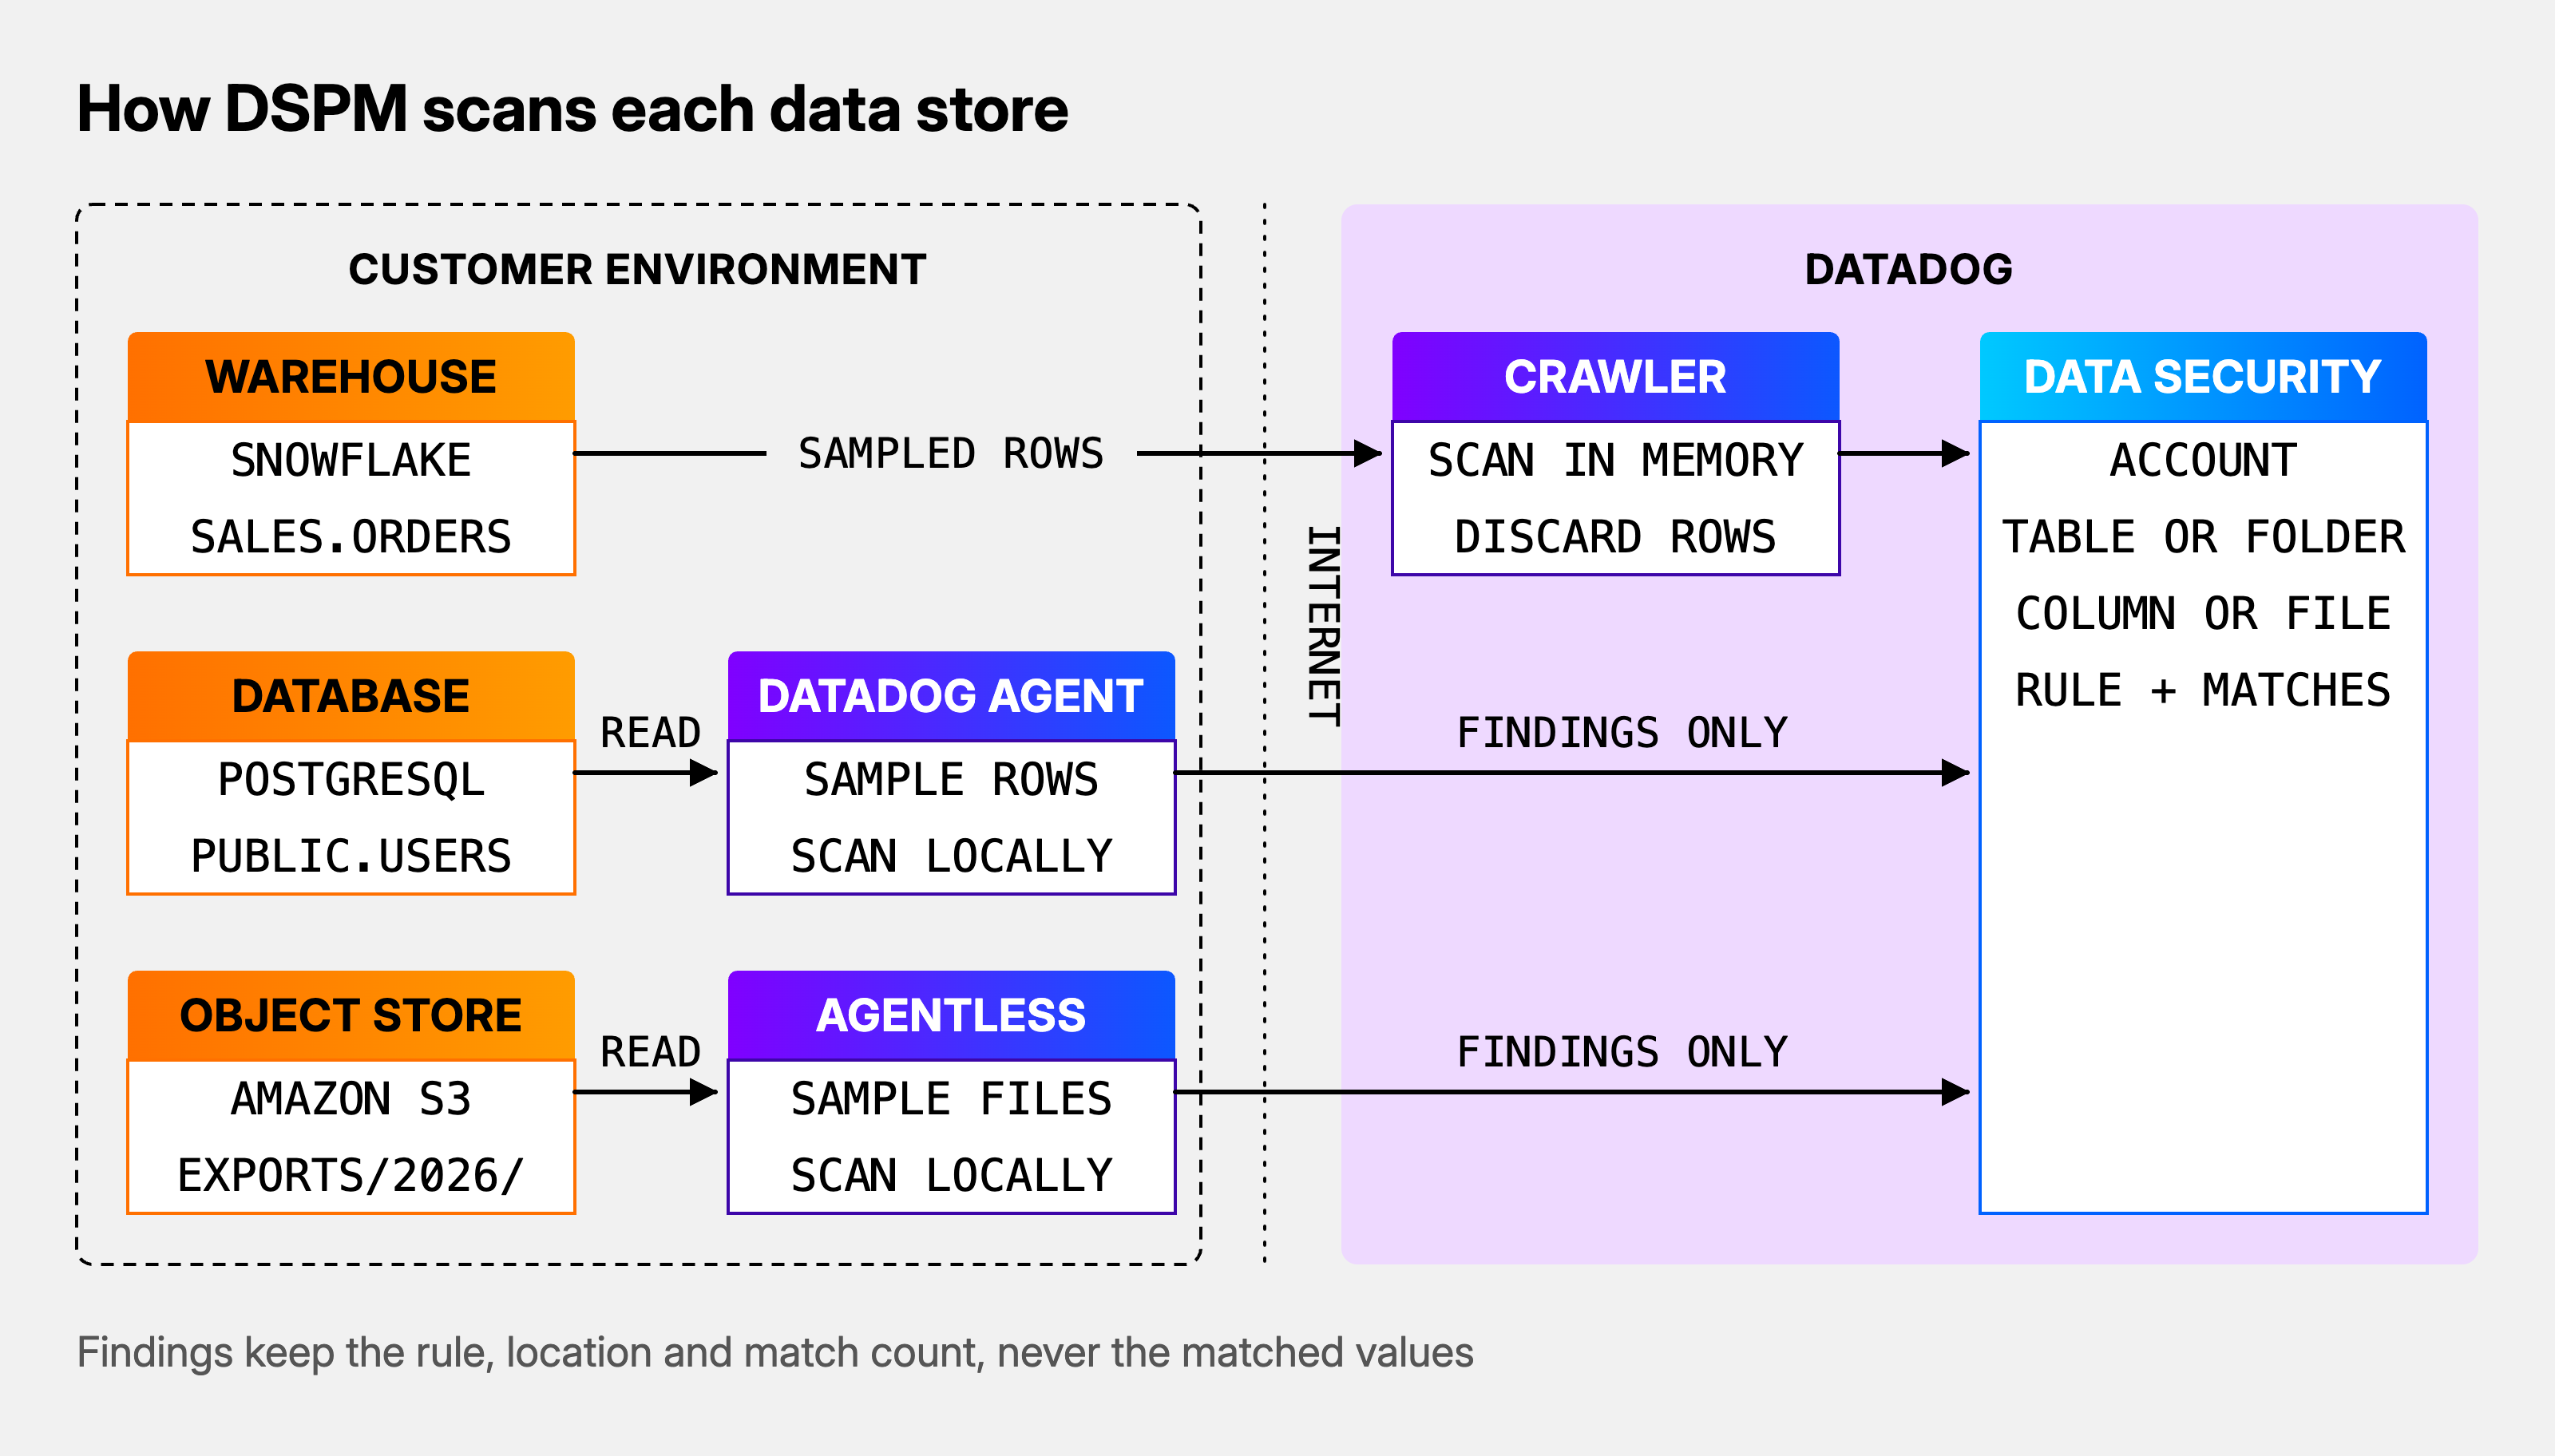 How DSPM scans each data store
CUSTOMER ENVIRONMENT
WAREHOUSE
SNOWFLAKE
SALES.ORDERS
SAMPLED ROWS
DATABASE
POSTGRESQL
PUBLIC.USERS
READ
DATADOG AGENT
SAMPLE ROWS
SCAN LOCALLY
OBJECT STORE
AMAZON S3
EXPORTS/2026/
READ
AGENTLESS
SAMPLE FILES
SCAN LOCALLY
INTERNET
DATADOG
CRAWLER
SCAN IN MEMORY
DISCARD ROWS
FINDINGS ONLY
FINDINGS ONLY
DATA SECURITY
ACCOUNT
TABLE OR FOLDER
COLUMN OR FILE
RULE + MATCHES
Findings keep the rule, location and match count, never the matched values